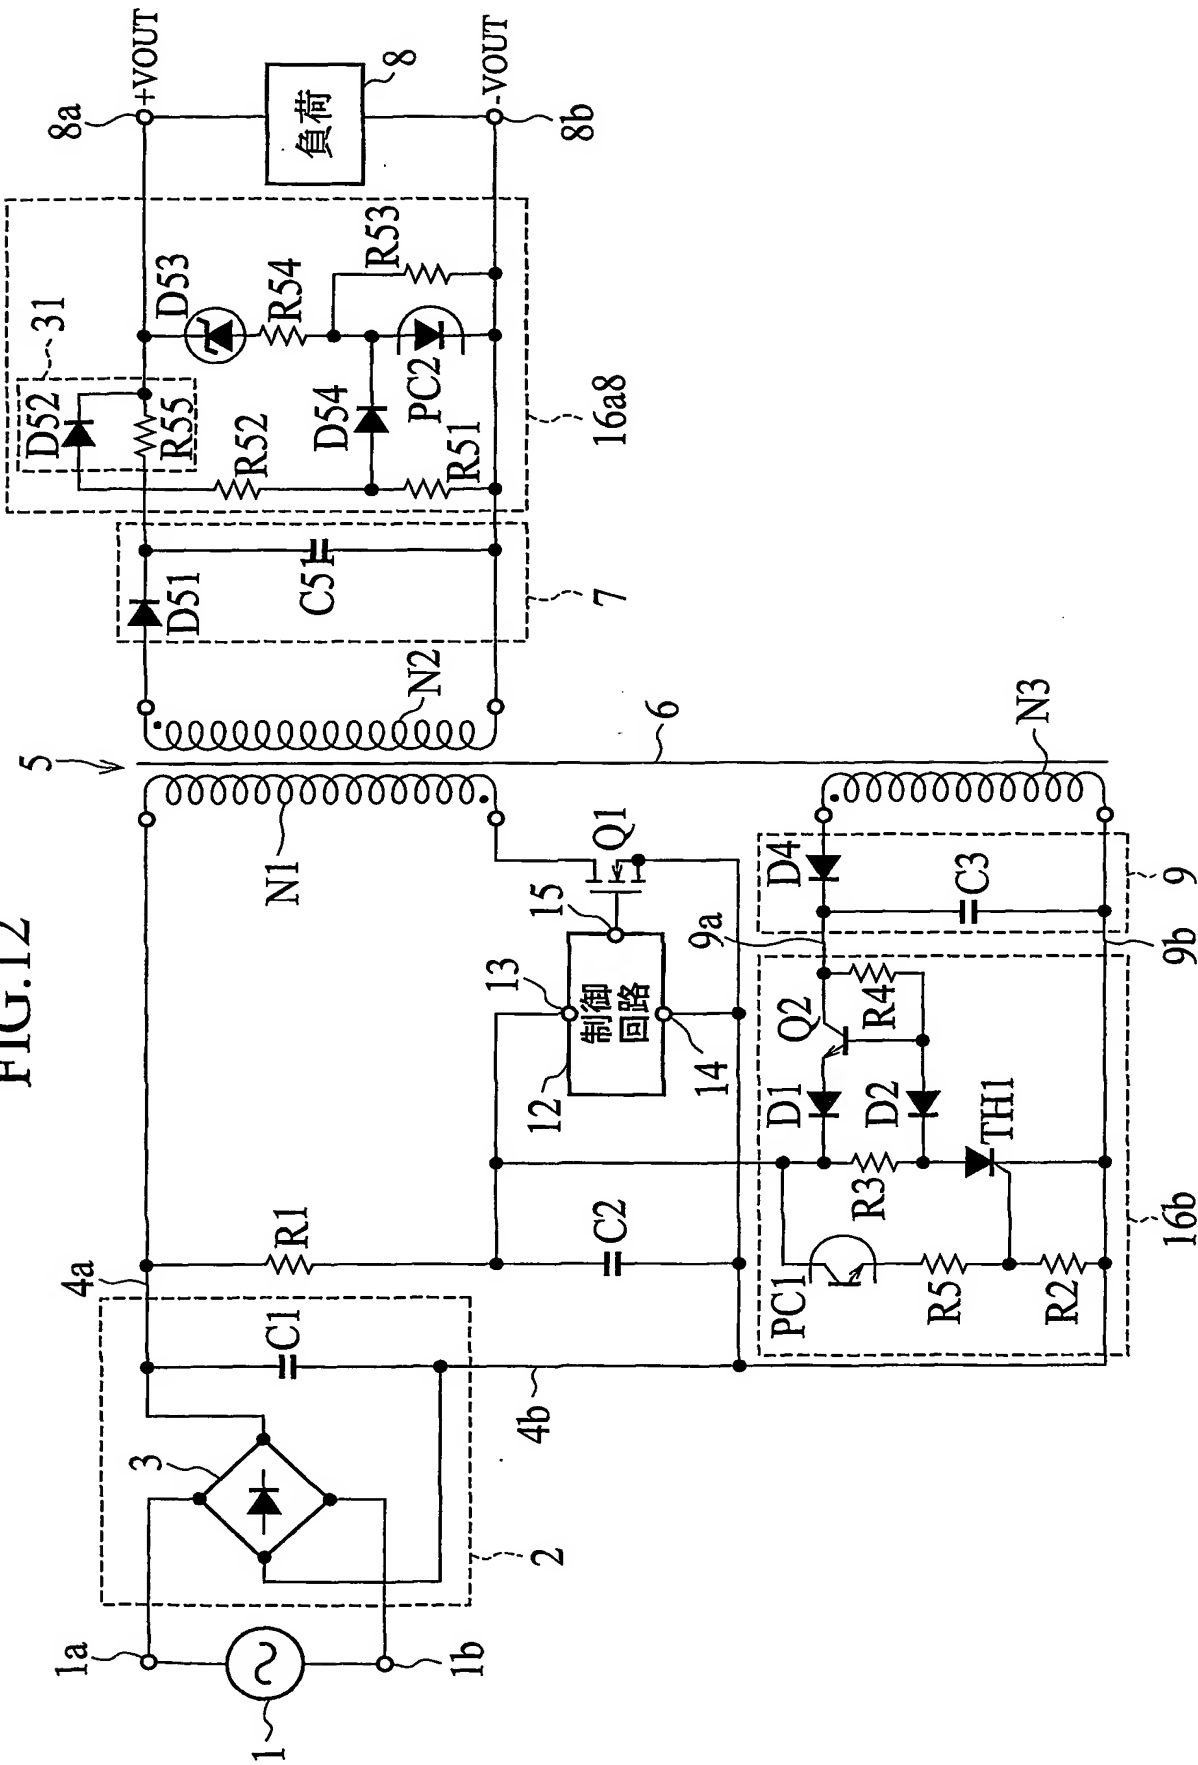 FIG.12
1
1a
1b
2
3
C1
4a
4b
R1
C2
5
N1
N2
6
N3
Q1
12
13
14
15
制御
回路
D51
C51
7
D52
R55
31
R52
D54
R51
D53
R54
R53
PC2
16a8
8a
+VOUT
負荷
8
-VOUT
8b
D4
C3
9
9a
9b
Q2
R4
D1
D2
TH1
R3
PC1
R5
R2
16b